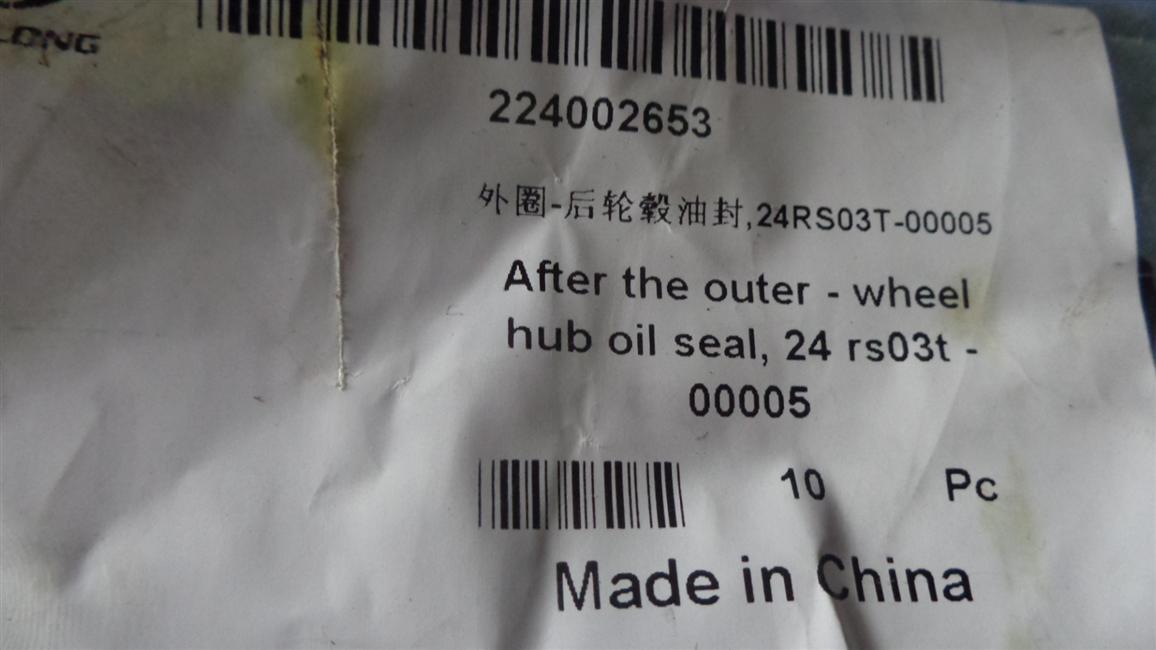 LONG
224002653
外圈-后轮毂油封,24RS03T-00005
After the outer - wheel
hub oil seal, 24 rs03t -
00005
10 Pc
Made in China